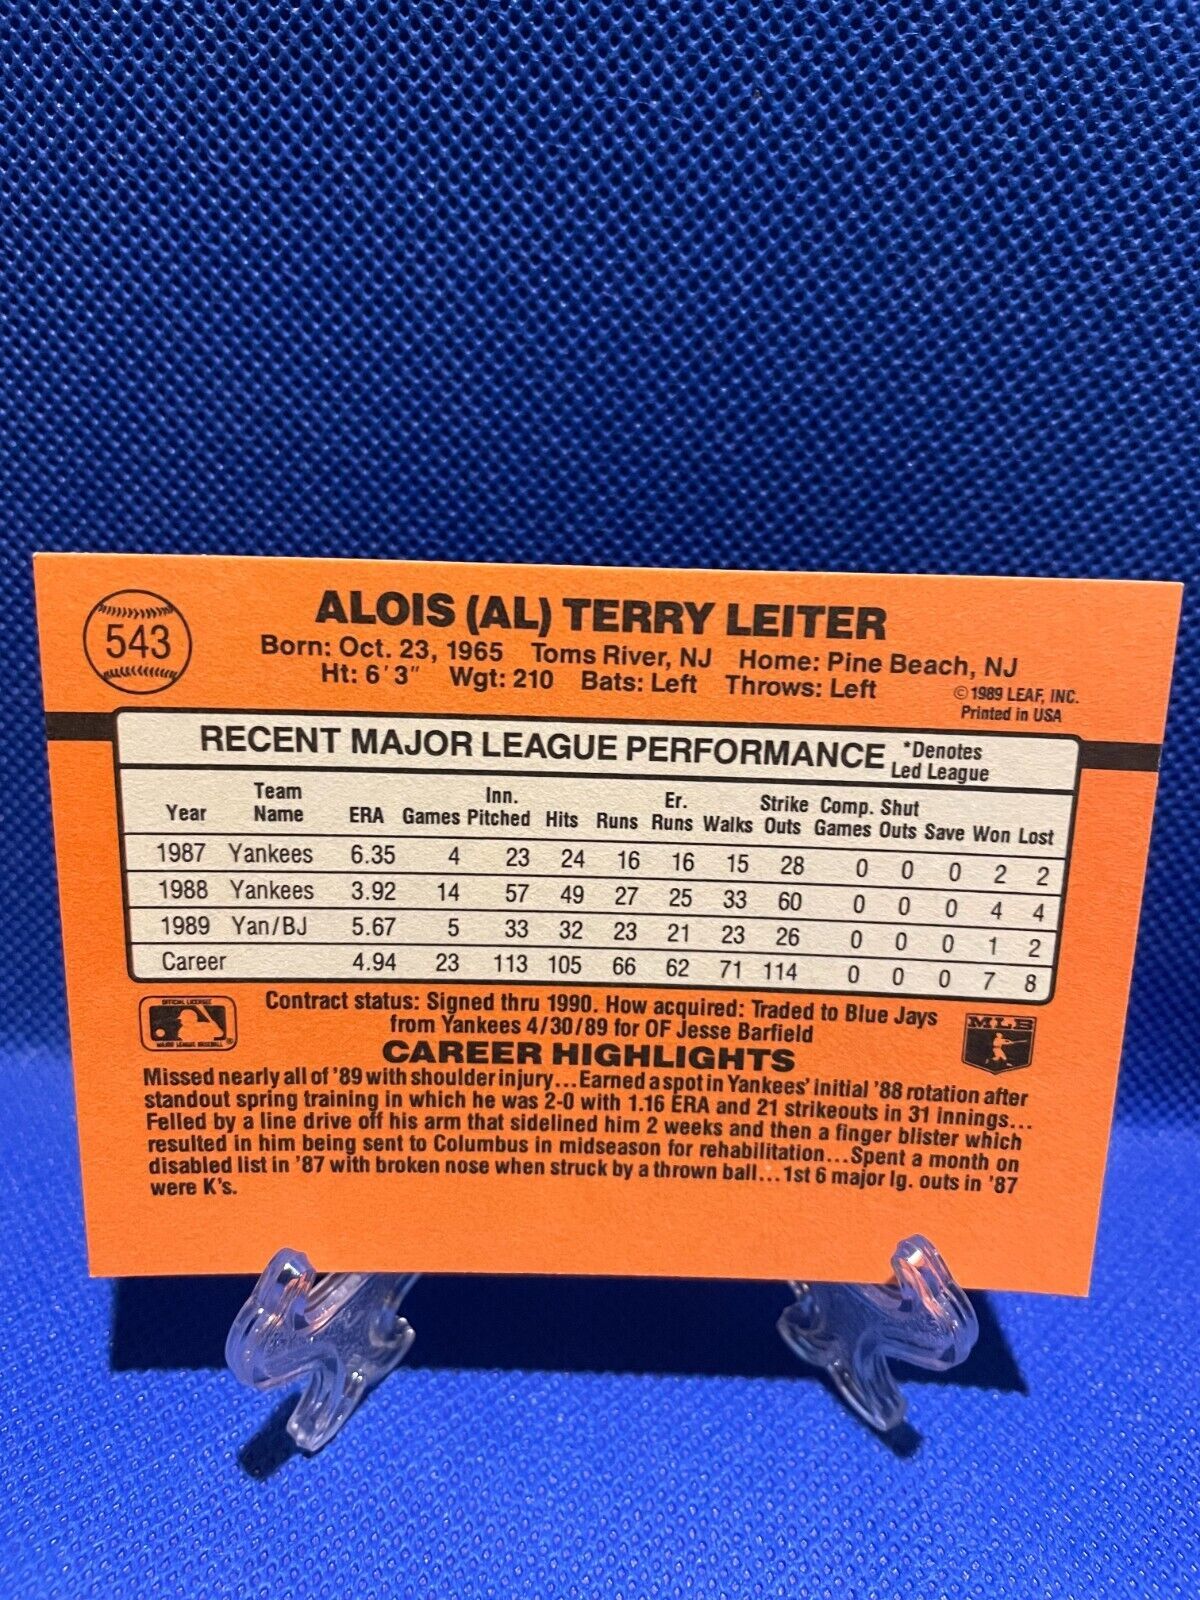 543
ALOIS (AL) TERRY LEITER
Born: Oct. 23, 1965 Toms River, NJ Home: Pine Beach, NJ
Ht: 6'3" Wgt: 210 Bats: Left Throws: Left
© 1989 LEAF, INC.
Printed in USA
RECENT MAJOR LEAGUE PERFORMANCE *Denotes Led League
Year Team Name ERA Games Inn. Pitched Hits Runs Er. Runs Walks Strike Outs Comp. Games Shut Outs Save Won Lost
1987 Yankees 6.35 4 23 24 16 16 15 28 0 0 0 2 2
1988 Yankees 3.92 14 57 49 27 25 33 60 0 0 0 4 4
1989 Yan/BJ 5.67 5 33 32 23 21 23 26 0 0 0 1 2
Career 4.94 23 113 105 66 62 71 114 0 0 0 7 8
OFFICIAL LICENSEE
MAJOR LEAGUE BASEBALL ®
Contract status: Signed thru 1990. How acquired: Traded to Blue Jays
from Yankees 4/30/89 for OF Jesse Barfield
MLB
CAREER HIGHLIGHTS
Missed nearly all of '89 with shoulder injury...Earned a spot in Yankees' initial '88 rotation after
standout spring training in which he was 2-0 with 1.16 ERA and 21 strikeouts in 31 innings...
Felled by a line drive off his arm that sidelined him 2 weeks and then a finger blister which
resulted in him being sent to Columbus in midseason for rehabilitation...Spent a month on
disabled list in '87 with broken nose when struck by a thrown ball...1st 6 major lg. outs in '87
were K's.